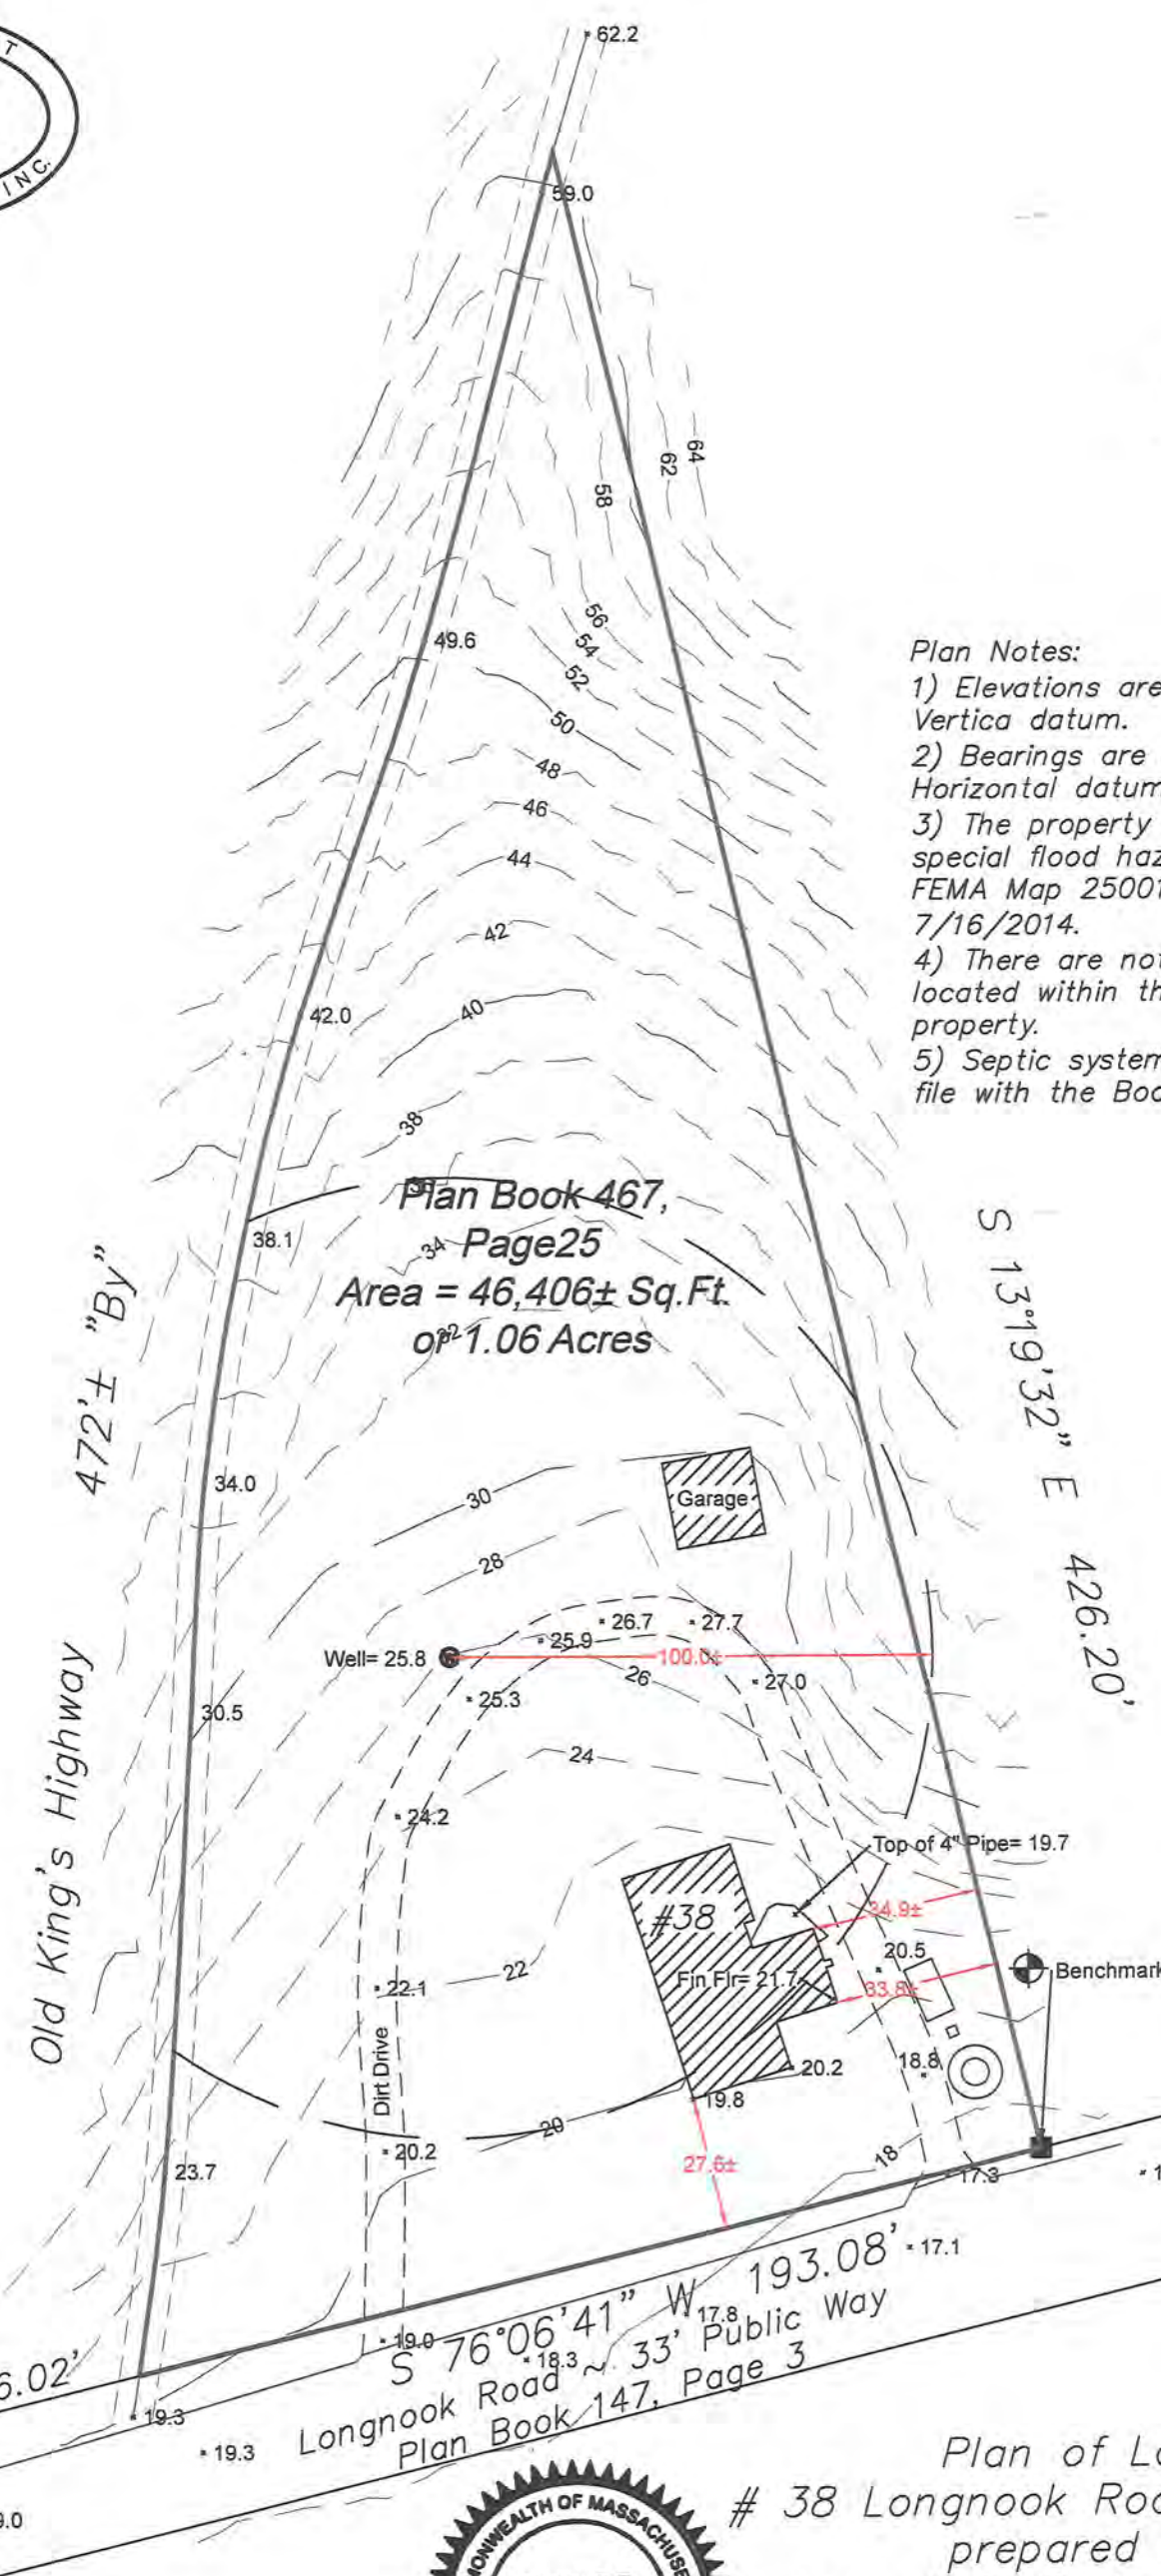 T
INC.
62.2
59.0
64
62
58
56
54
52
50
49.6
48
46
44
42
42.0
40
38
38.1
36
34
32
Plan Notes:
1) Elevations are
Vertica datum.
2) Bearings are
Horizontal datum
3) The property
special flood haz
FEMA Map 25001
7/16/2014.
4) There are not
located within th
property.
5) Septic system
file with the Boa
Plan Book 467,
Page25
Area = 46,406± Sq.Ft.
or 1.06 Acres
S 13°19'32" E 426.20'
472'± "By"
Old King's Highway
34.0
30
Garage
28
26.7
27.7
25.9
Well= 25.8
100.0±
26
27.0
25.3
30.5
24
24.2
Top of 4" Pipe= 19.7
#38
34.9±
20.5
22
22.1
Fin Flr= 21.7
33.8±
Benchmark
Dirt Drive
20.2
18.8
19.8
20
20.2
23.7
27.6±
18
17.3
17.1
S 76°06'41" W 193.08'
17.8
19.0
18.3
Longnook Road ~ 33' Public Way
Plan Book 147, Page 3
6.02'
19.3
19.3
9.0
Plan of La
# 38 Longnook Roa
prepared
MONWEALTH OF MASSACHUSE